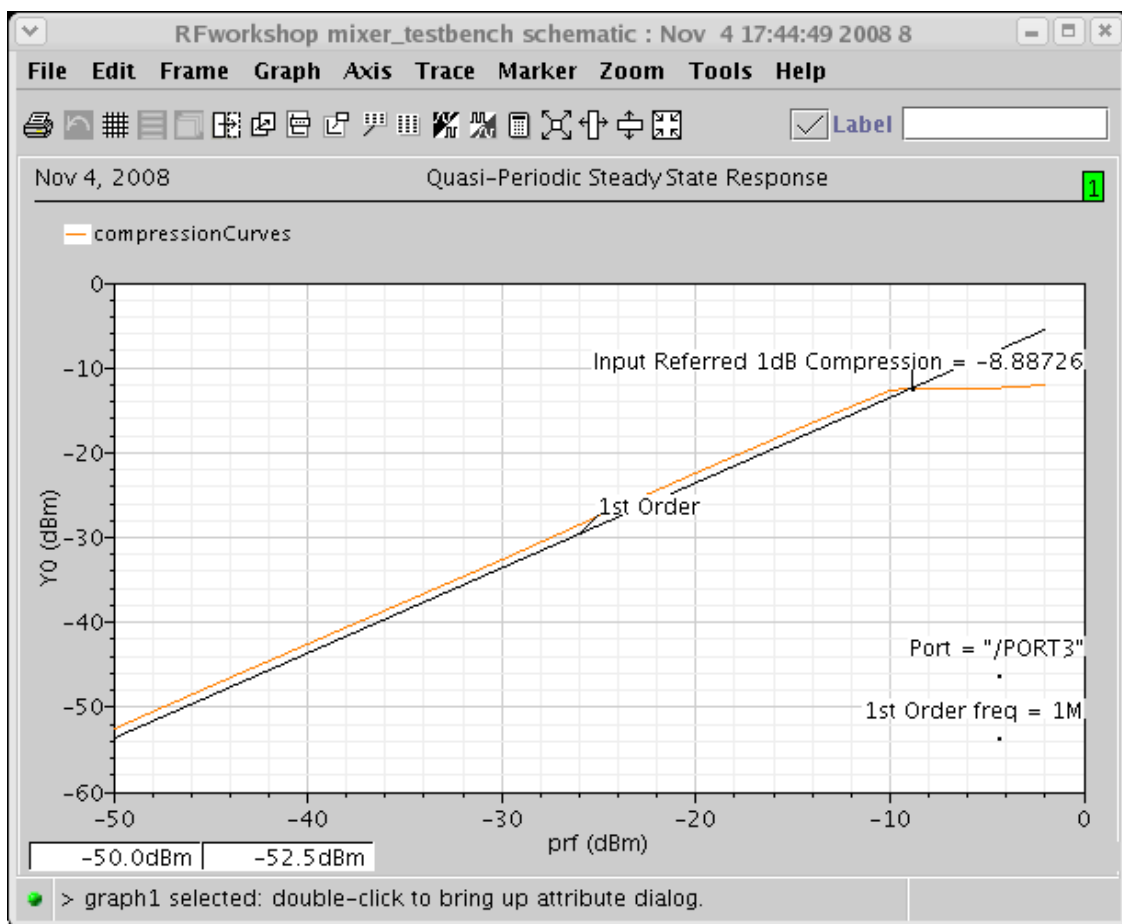 RFworkshop mixer_testbench schematic : Nov 4 17:44:49 2008 8
File Edit Frame Graph Axis Trace Marker Zoom Tools Help
Label
Nov 4, 2008 Quasi-Periodic Steady State Response 1
compressionCurves
0
Input Referred 1dB Compression = -8.88726
-10
-20
1st Order
Y0 (dBm)
-30
-40
Port = "/PORT3"
-50
1st Order freq = 1M
-60
-50 -40 -30 -20 -10 0
prf (dBm)
-50.0dBm -52.5dBm
> graph1 selected: double-click to bring up attribute dialog.